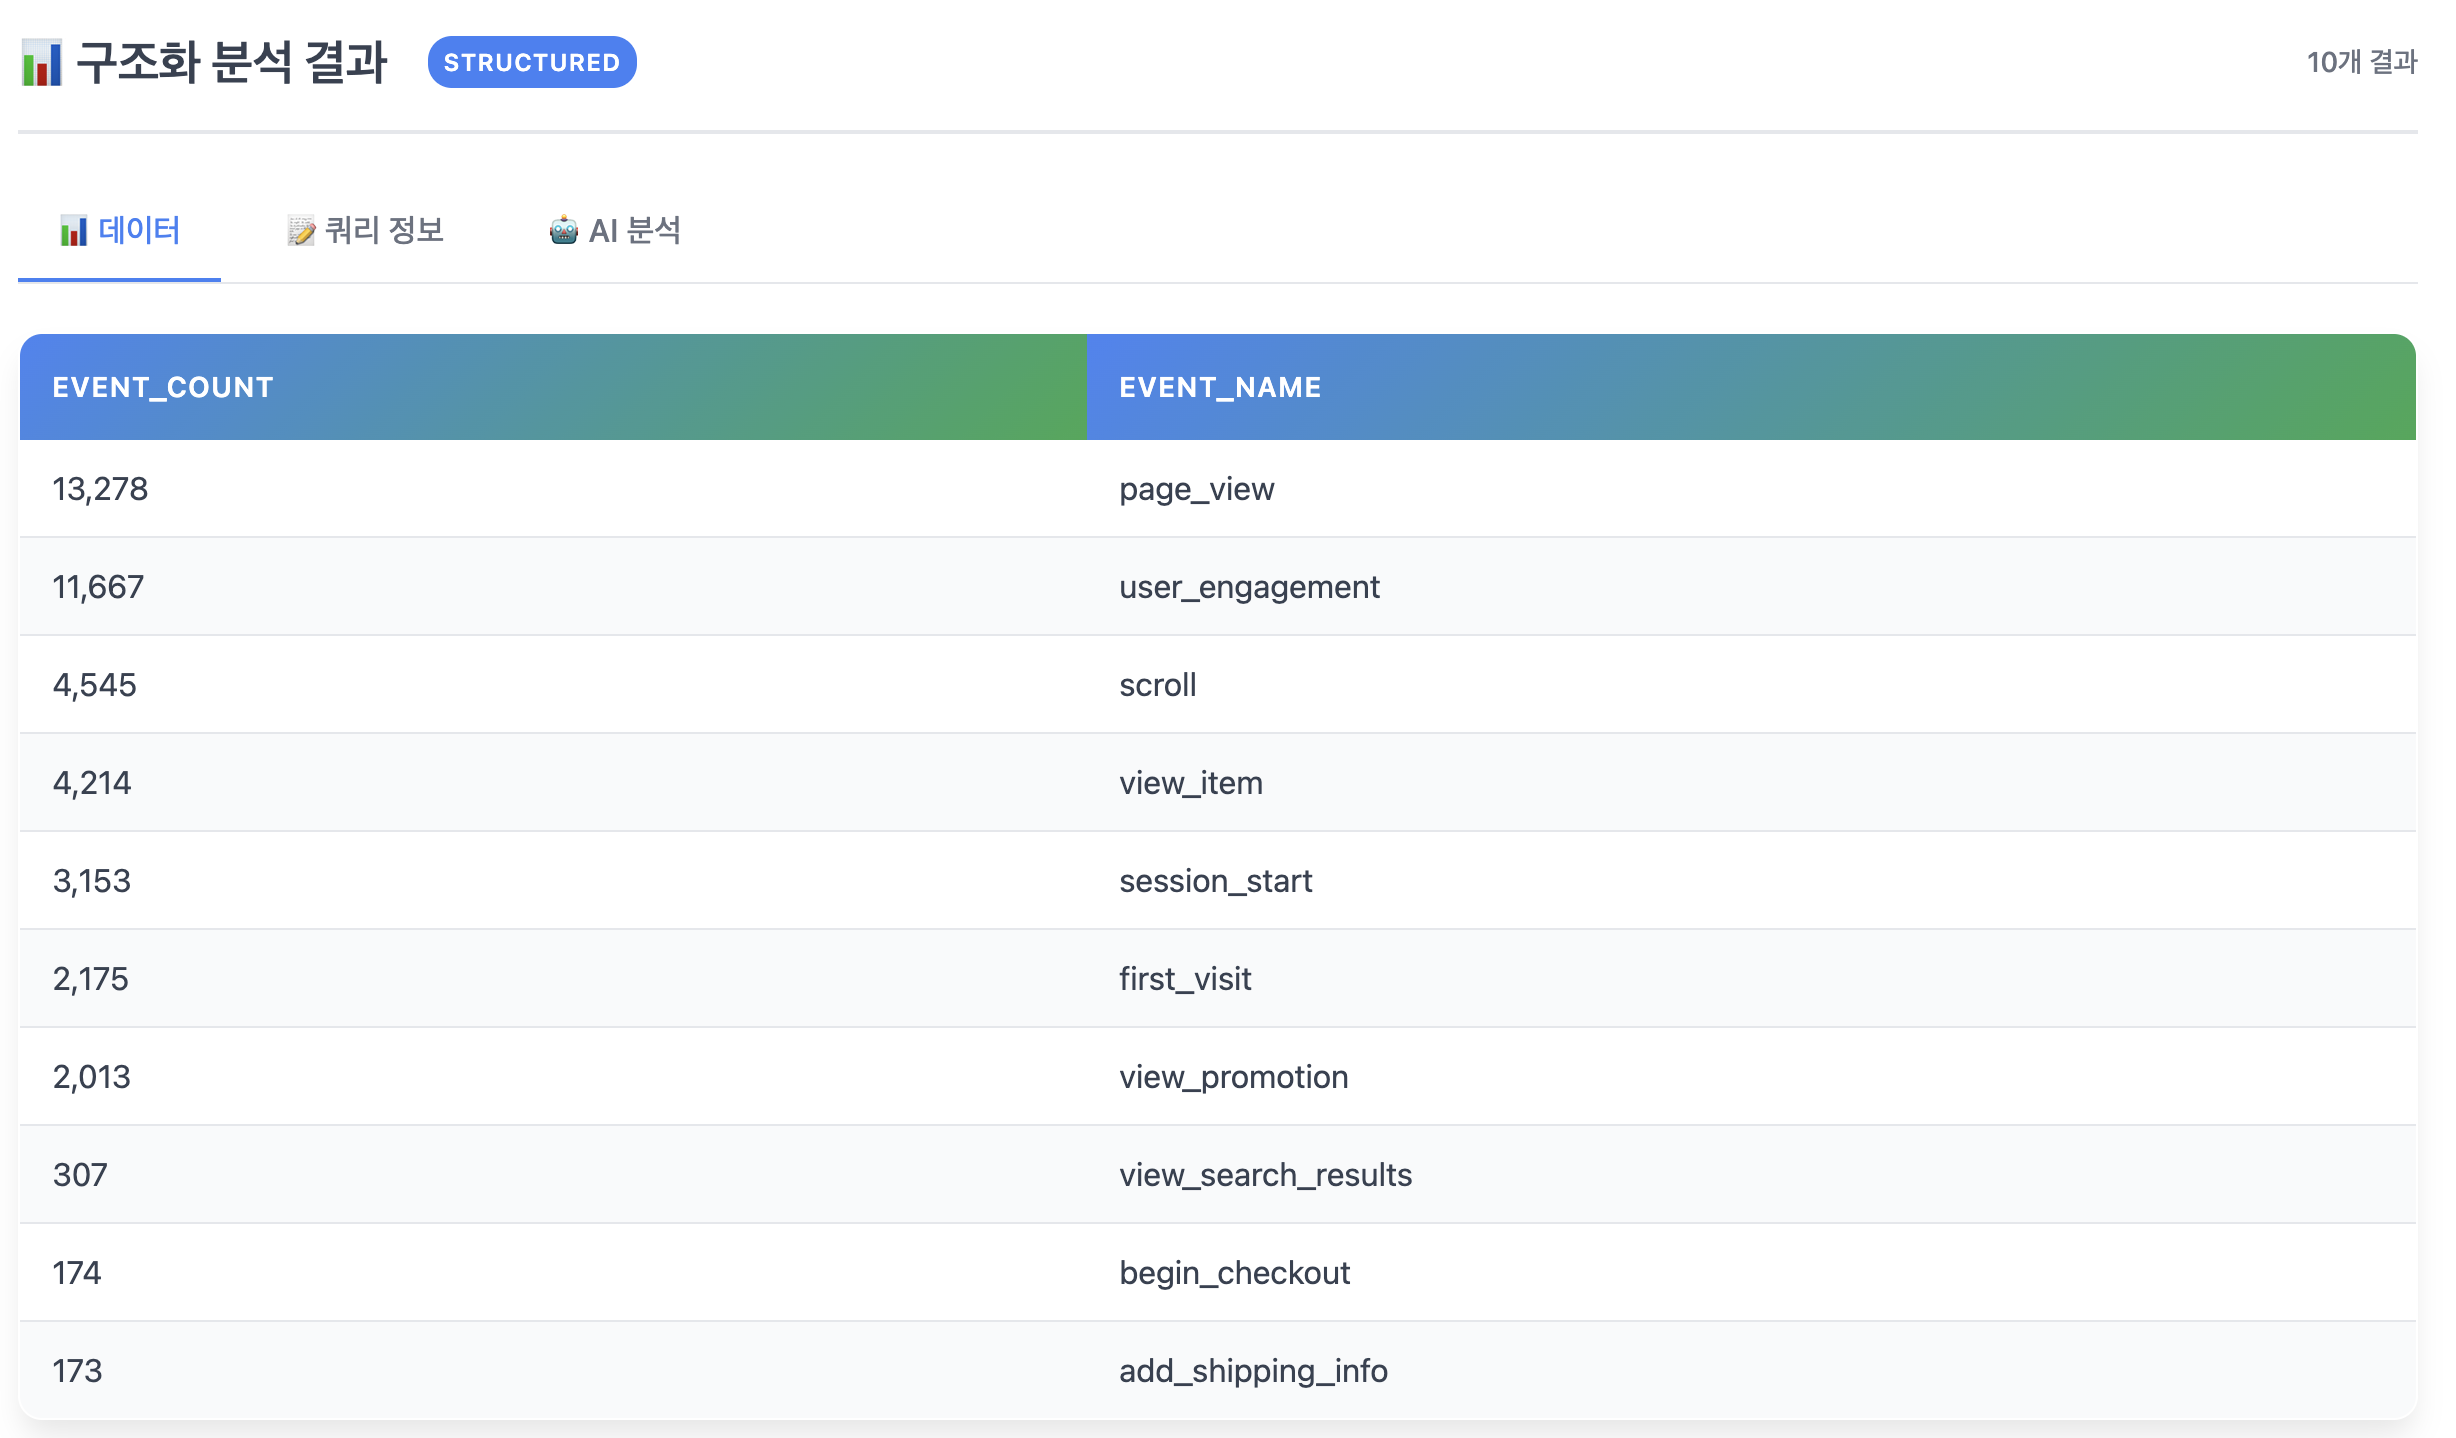 구조화 분석 결과 STRUCTURED 10개 결과
데이터 쿼리 정보 AI 분석
EVENT_COUNT EVENT_NAME
13,278 page_view
11,667 user_engagement
4,545 scroll
4,214 view_item
3,153 session_start
2,175 first_visit
2,013 view_promotion
307 view_search_results
174 begin_checkout
173 add_shipping_info